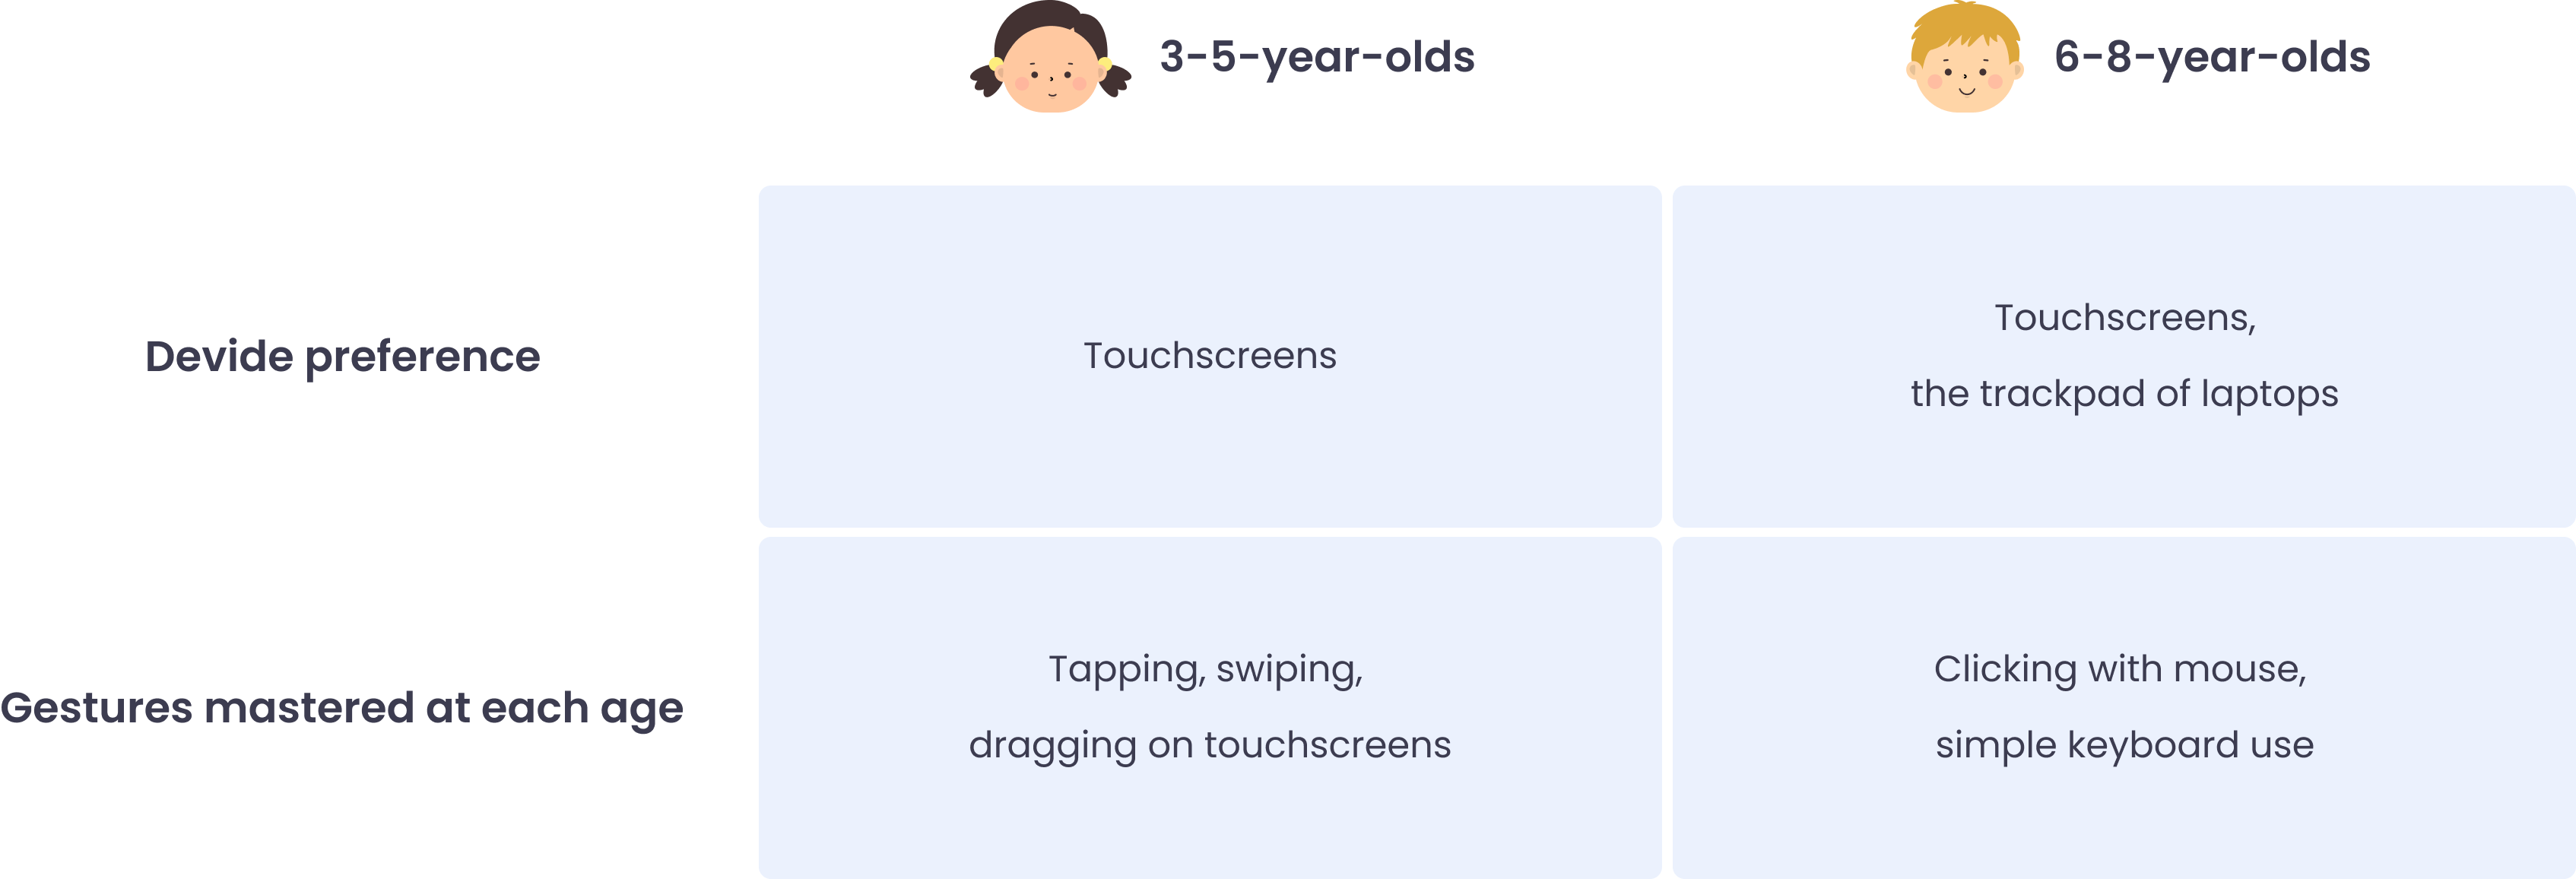 3-5-year-olds
6-8-year-olds
Devide preference
Touchscreens
Touchscreens,
the trackpad of laptops
Gestures mastered at each age
Tapping, swiping,
dragging on touchscreens
Clicking with mouse,
simple keyboard use